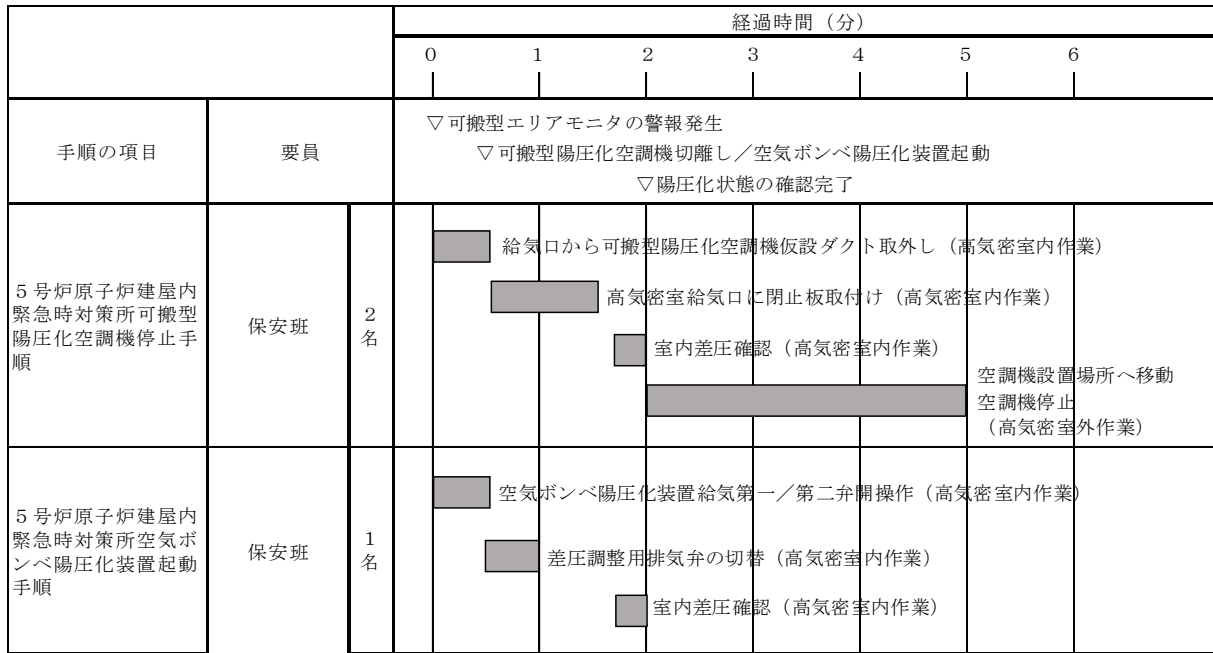 経過時間（分）
0 1 2 3 4 5 6
手順の項目
要員
▽可搬型エリアモニタの警報発生
▽可搬型陽圧化空調機切離し／空気ボンベ陽圧化装置起動
▽陽圧化状態の確認完了
５号炉原子炉建屋内
緊急時対策所可搬型
陽圧化空調機停止手
順
保安班
２
名
給気口から可搬型陽圧化空調機仮設ダクト取外し（高気密室内作業）
高気密室給気口に閉止板取付け（高気密室内作業）
室内差圧確認（高気密室内作業）
空調機設置場所へ移動
空調機停止
（高気密室外作業）
５号炉原子炉建屋内
緊急時対策所空気ボ
ンベ陽圧化装置起動
手順
保安班
１
名
空気ボンベ陽圧化装置給気第一／第二弁開操作（高気密室内作業）
差圧調整用排気弁の切替（高気密室内作業）
室内差圧確認（高気密室内作業）